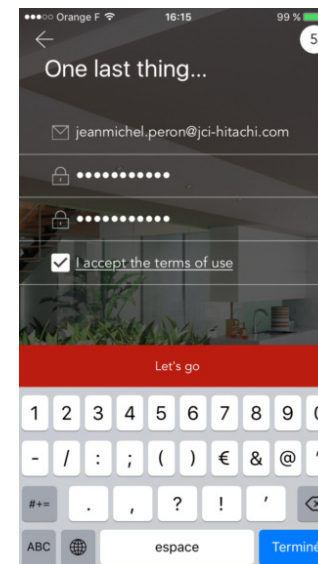 ●●●○○ Orange F 16:15 99 %
5
One last thing...
jeanmichel.peron@jci-hitachi.com
●●●●●●●●●●●
●●●●●●●●●●●
I accept the terms of use
Let's go
1 2 3 4 5 6 7 8 9
- / : ; ( ) € & @
#+= . , ? ! '
ABC espace Terminé